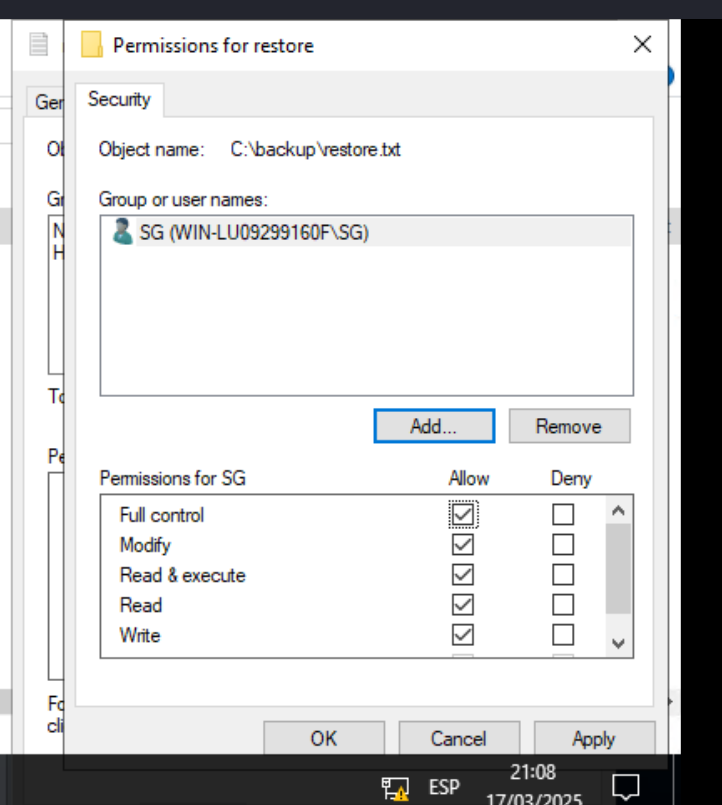 Permissions for restore
Security
Ger
Object name: C:\backup\restore.txt
Group or user names:
SG (WIN-LU09299160F\SG)
N
H
To
Add... Remove
Pe
Permissions for SG Allow Deny
Full control
Modify
Read & execute
Read
Write
Fo
cli
OK Cancel Apply
ESP
21:08
17/03/2025